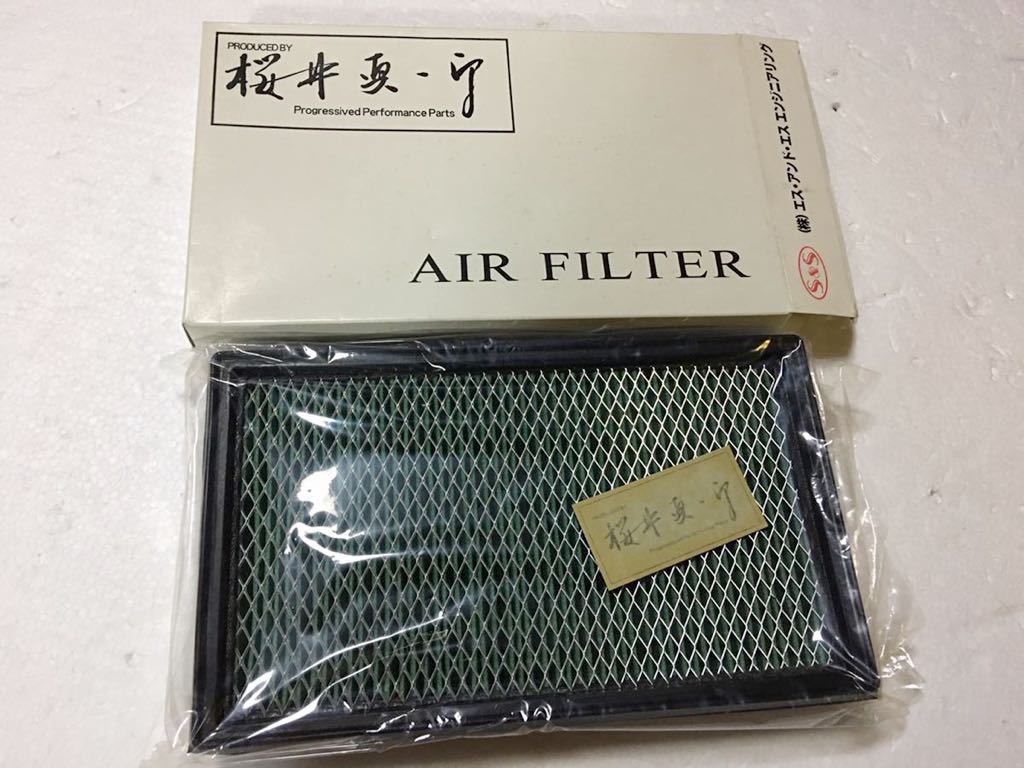 PRODUCED BY
桜井眞一郎
Progressived Performance Parts
AIR FILTER
(株)エス・アンド・エス エンジニアリング
S&S
桜井眞一郎